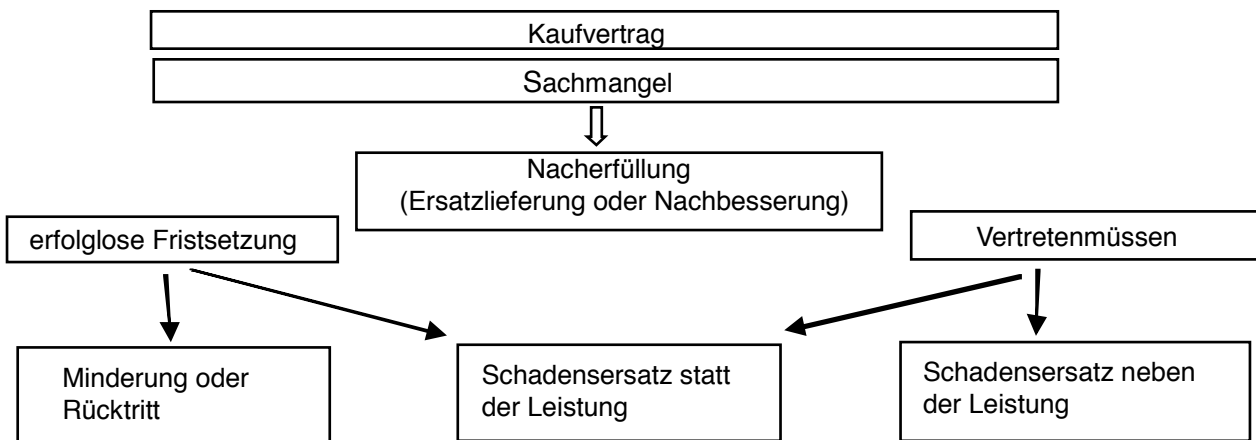 Kaufvertrag
Sachmangel
Nacherfüllung
(Ersatzlieferung oder Nachbesserung)
erfolglose Fristsetzung
Vertretenmüssen
Minderung oder
Rücktritt
Schadensersatz statt
der Leistung
Schadensersatz neben
der Leistung